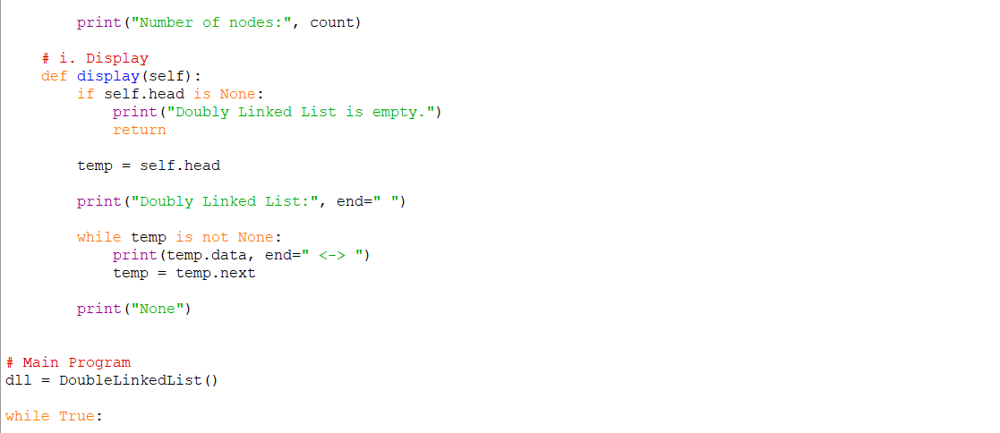 print("Number of nodes:", count)

    # i. Display
    def display(self):
        if self.head is None:
            print("Doubly Linked List is empty.")
            return

        temp = self.head

        print("Doubly Linked List:", end=" ")

        while temp is not None:
            print(temp.data, end=" <-> ")
            temp = temp.next

        print("None")


# Main Program
dll = DoubleLinkedList()

while True: